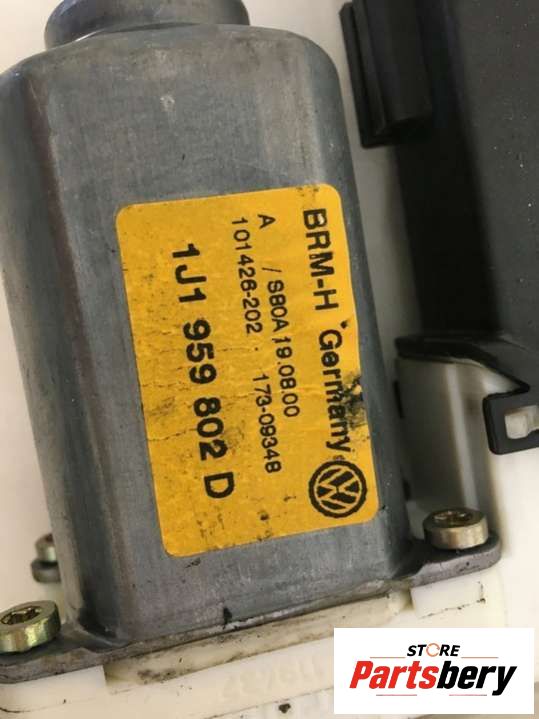 BRM-H Germany
A / S80A 19.08.00
101426-202 · 173-09348
1J1 959 802 D
STORE
Partsbery